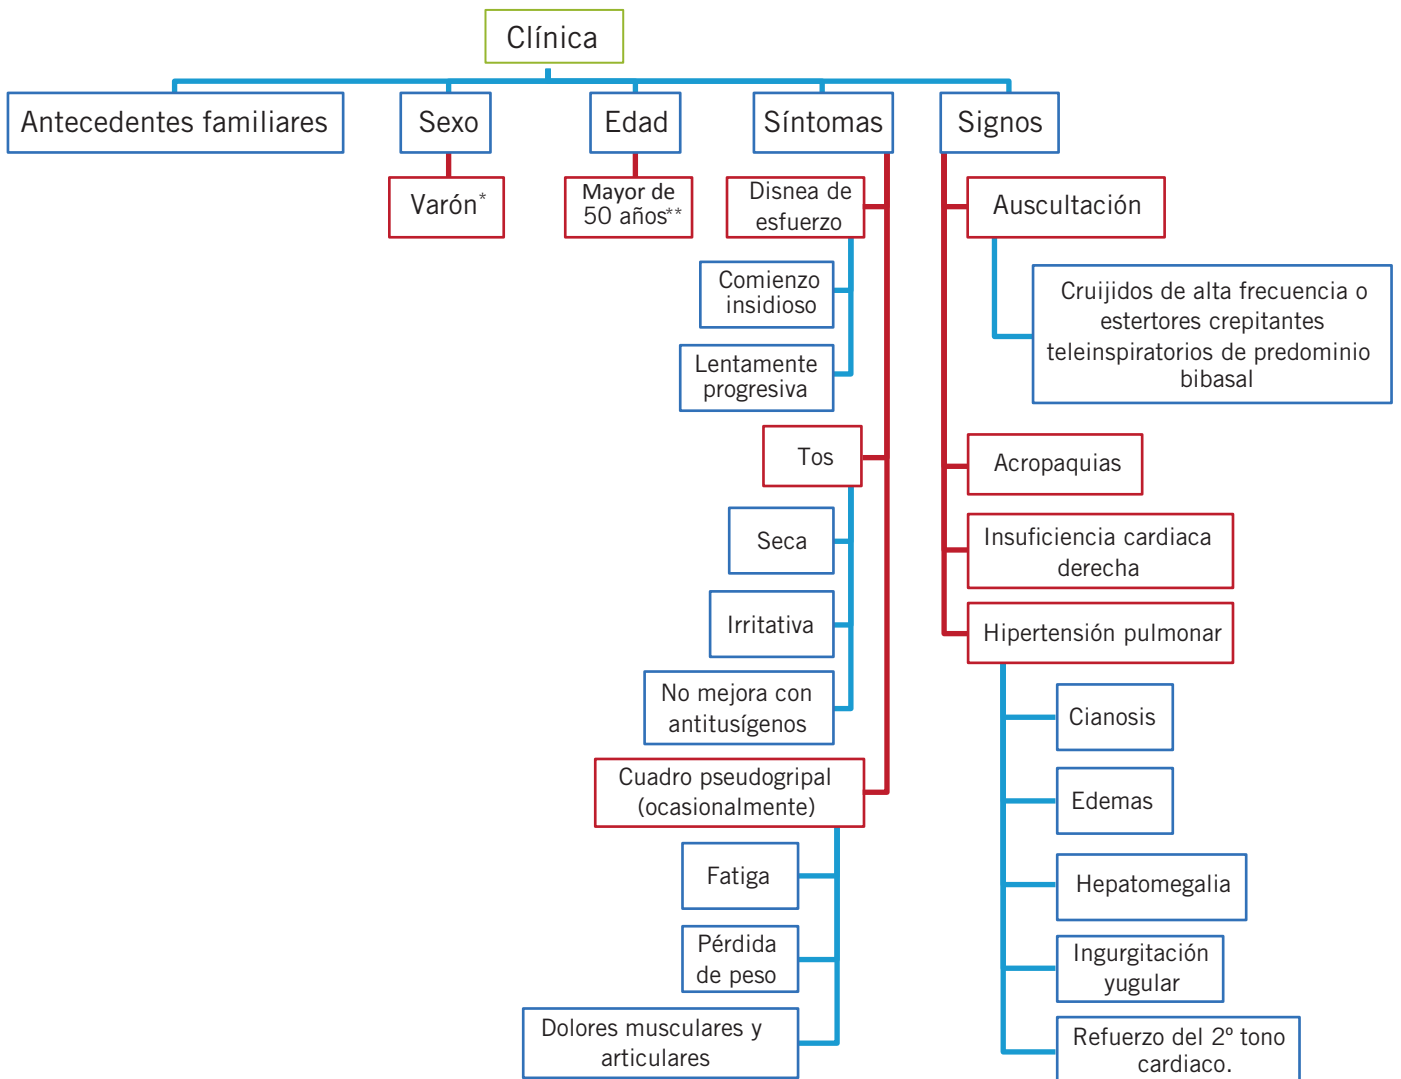 Clínica
Antecedentes familiares
Sexo
Edad
Síntomas
Signos
Varón*
Mayor de
50 años**
Disnea de
esfuerzo
Comienzo
insidioso
Lentamente
progresiva
Tos
Seca
Irritativa
No mejora con
antitusígenos
Cuadro pseudogripal
(ocasionalmente)
Fatiga
Pérdida
de peso
Dolores musculares y
articulares
Auscultación
Cruijidos de alta frecuencia o
estertores crepitantes
teleinspiratorios de predominio
bibasal
Acropaquias
Insuficiencia cardiaca
derecha
Hipertensión pulmonar
Cianosis
Edemas
Hepatomegalia
Ingurgitación
yugular
Refuerzo del 2º tono
cardiaco.